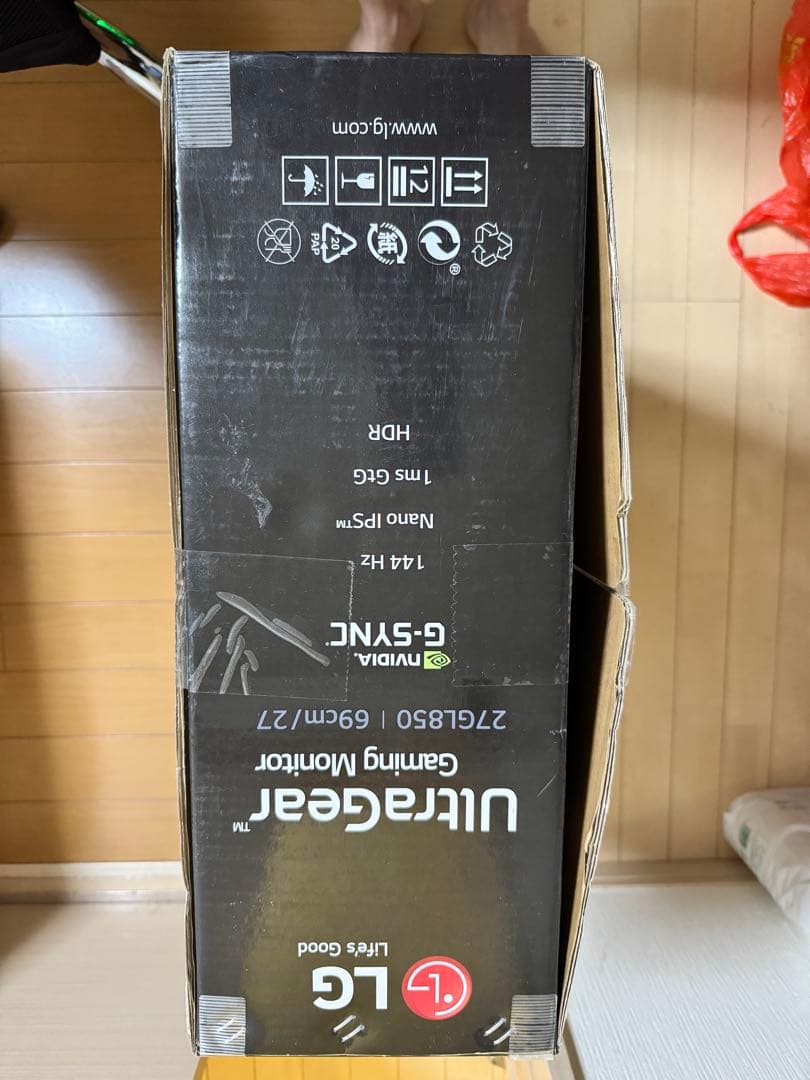 LG
Life's Good
UltraGear™
Gaming Monitor
27GL850 | 69cm/27
NVIDIA.
G-SYNC
144 Hz
Nano IPS™
1ms GtG
HDR
紙 20 PAP
12
www.lg.com